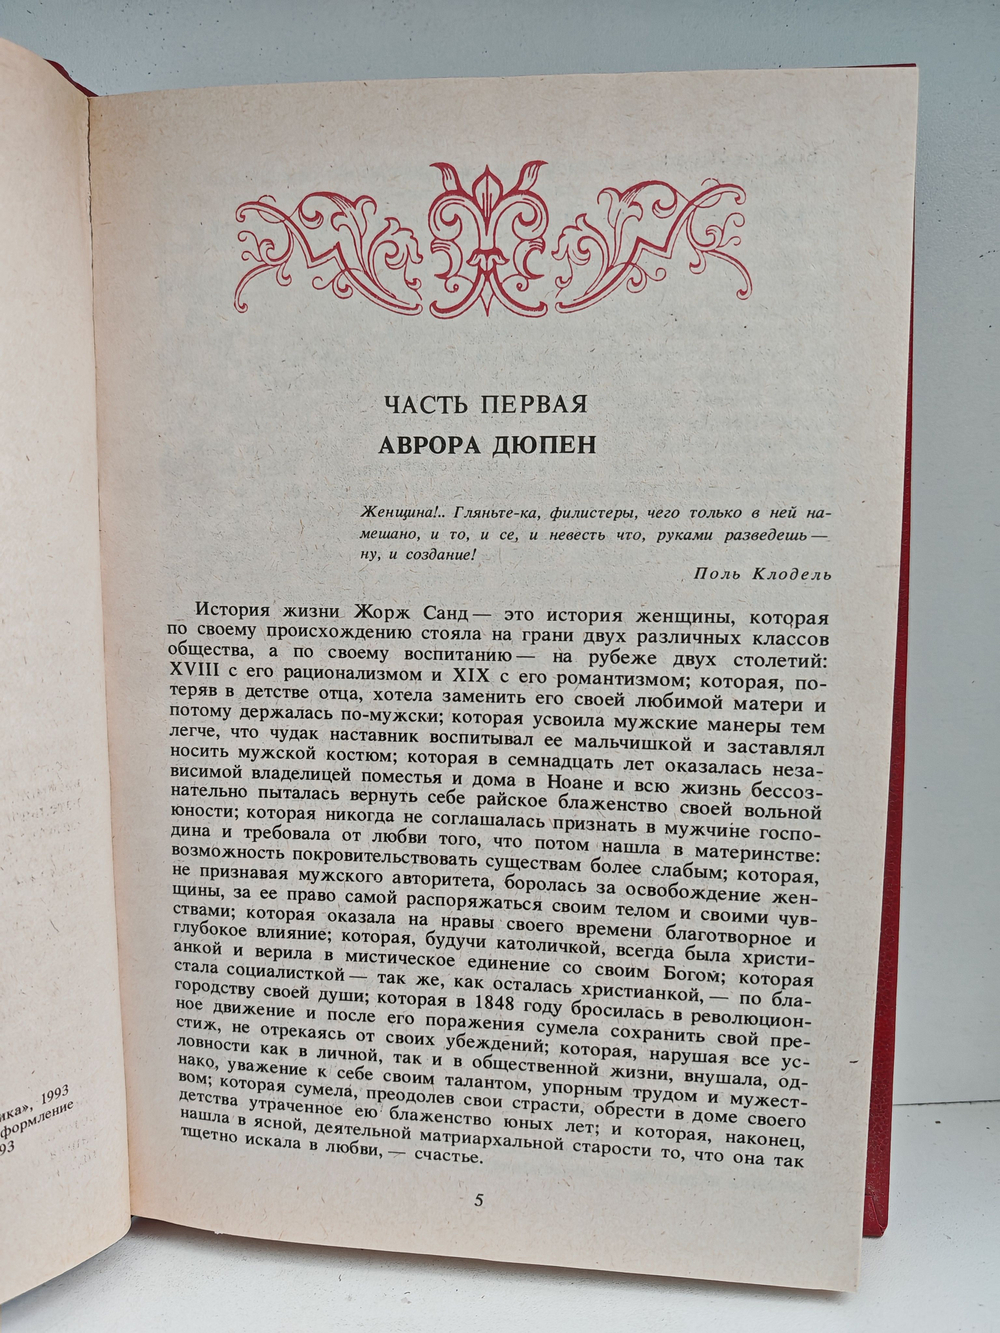 ика», 1993
формление
93
ЧАСТЬ ПЕРВАЯ
АВРОРА ДЮПЕН
Женщина!.. Гляньте-ка, филистеры, чего только в ней на-
мешано, и то, и се, и невесть что, руками разведешь —
ну, и создание!
Поль Клодель
История жизни Жорж Санд — это история женщины, которая
по своему происхождению стояла на грани двух различных классов
общества, а по своему воспитанию — на рубеже двух столетий:
XVIII с его рационализмом и XIX с его романтизмом; которая, по-
теряв в детстве отца, хотела заменить его своей любимой матери и
потому держалась по-мужски; которая усвоила мужские манеры тем
легче, что чудак наставник воспитывал ее мальчишкой и заставлял
носить мужской костюм; которая в семнадцать лет оказалась неза-
висимой владелицей поместья и дома в Ноане и всю жизнь бессоз-
нательно пыталась вернуть себе райское блаженство своей вольной
юности; которая никогда не соглашалась признать в мужчине госпо-
дина и требовала от любви того, что потом нашла в материнстве:
возможность покровительствовать существам более слабым; которая,
не признавая мужского авторитета, боролась за освобождение жен-
щины, за ее право самой распоряжаться своим телом и своими чув-
ствами; которая оказала на нравы своего времени благотворное и
глубокое влияние; которая, будучи католичкой, всегда была христи-
анкой и верила в мистическое единение со своим Богом; которая
стала социалисткой — так же, как осталась христианкой, — по бла-
городству своей души; которая в 1848 году бросилась в революцион-
ное движение и после его поражения сумела сохранить свой пре-
стиж, не отрекаясь от своих убеждений; которая, нарушая все ус-
ловности как в личной, так и в общественной жизни, внушала, од-
нако, уважение к себе своим талантом, упорным трудом и мужест-
вом; которая сумела, преодолев свои страсти, обрести в доме своего
детства утраченное ею блаженство юных лет; и которая, наконец,
нашла в ясной, деятельной матриархальной старости то, что она так
тщетно искала в любви, — счастье.
5